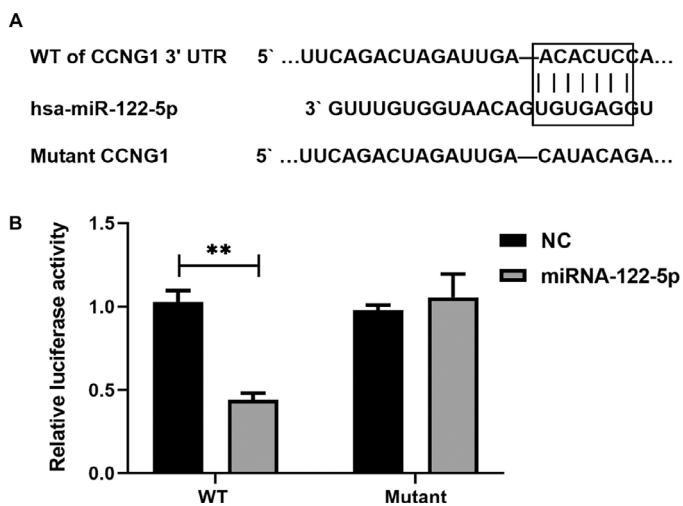 A
WT of CCNG1 3' UTR 5` ...UUCAGACUAGAUUGA—ACACUCCA...
hsa-miR-122-5p 3` GUUUGUGGUAACAGUGUGAGGU
Mutant CCNG1 5` ...UUCAGACUAGAUUGA—CAUACAGA...
B
Relative luciferase activity
1.5
1.0
0.5
0.0
**
WT
Mutant
NC
miRNA-122-5p